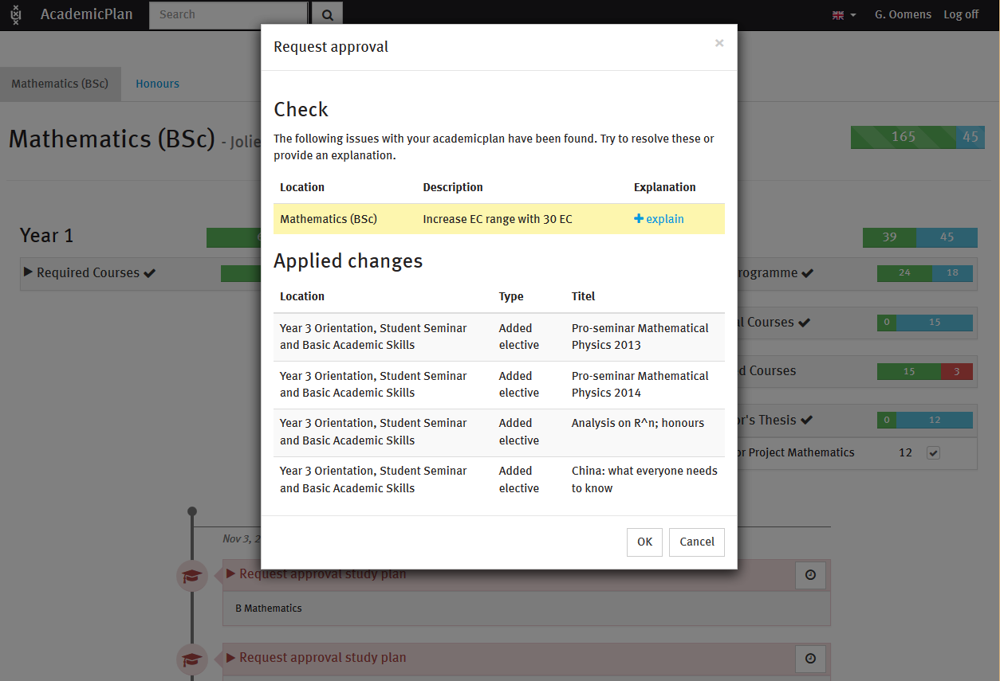 AcademicPlan Search G. Oomens Log off
Request approval ×
Mathematics (BSc) Honours
Mathematics (BSc) - Jolie 165 45
Check
The following issues with your academicplan have been found. Try to resolve these or
provide an explanation.
Location Description Explanation
Mathematics (BSc) Increase EC range with 30 EC explain
Year 1 39 45
Applied changes
Required Courses rogramme 24 18
Location Type Titel
Year 3 Orientation, Student Seminar Added Pro-seminar Mathematical
and Basic Academic Skills elective Physics 2013
l Courses 0 15
Year 3 Orientation, Student Seminar Added Pro-seminar Mathematical
and Basic Academic Skills elective Physics 2014
d Courses 15 3
Year 3 Orientation, Student Seminar Added Analysis on R^n; honours
and Basic Academic Skills elective
r's Thesis 0 12
or Project Mathematics 12
Year 3 Orientation, Student Seminar Added China: what everyone needs
and Basic Academic Skills elective to know
OK Cancel
Nov 3, 2
Request approval study plan
B Mathematics
Request approval study plan